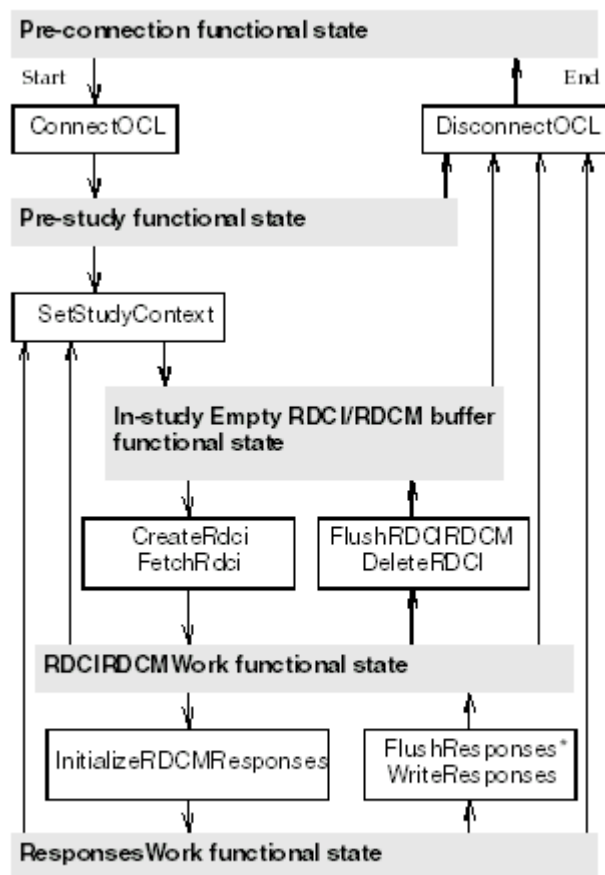 Pre-connection functional state
Start
End
ConnectOCL
DisconnectOCL
Pre-study functional state
SetStudyContext
In-study Empty RDCI/RDCM buffer
functional state
CreateRdci
FetchRdci
FlushRDCIRDCM
DeleteRDCI
RDCIRDCMWork functional state
InitializeRDCMResponses
FlushResponses*
WriteResponses
ResponsesWork functional state